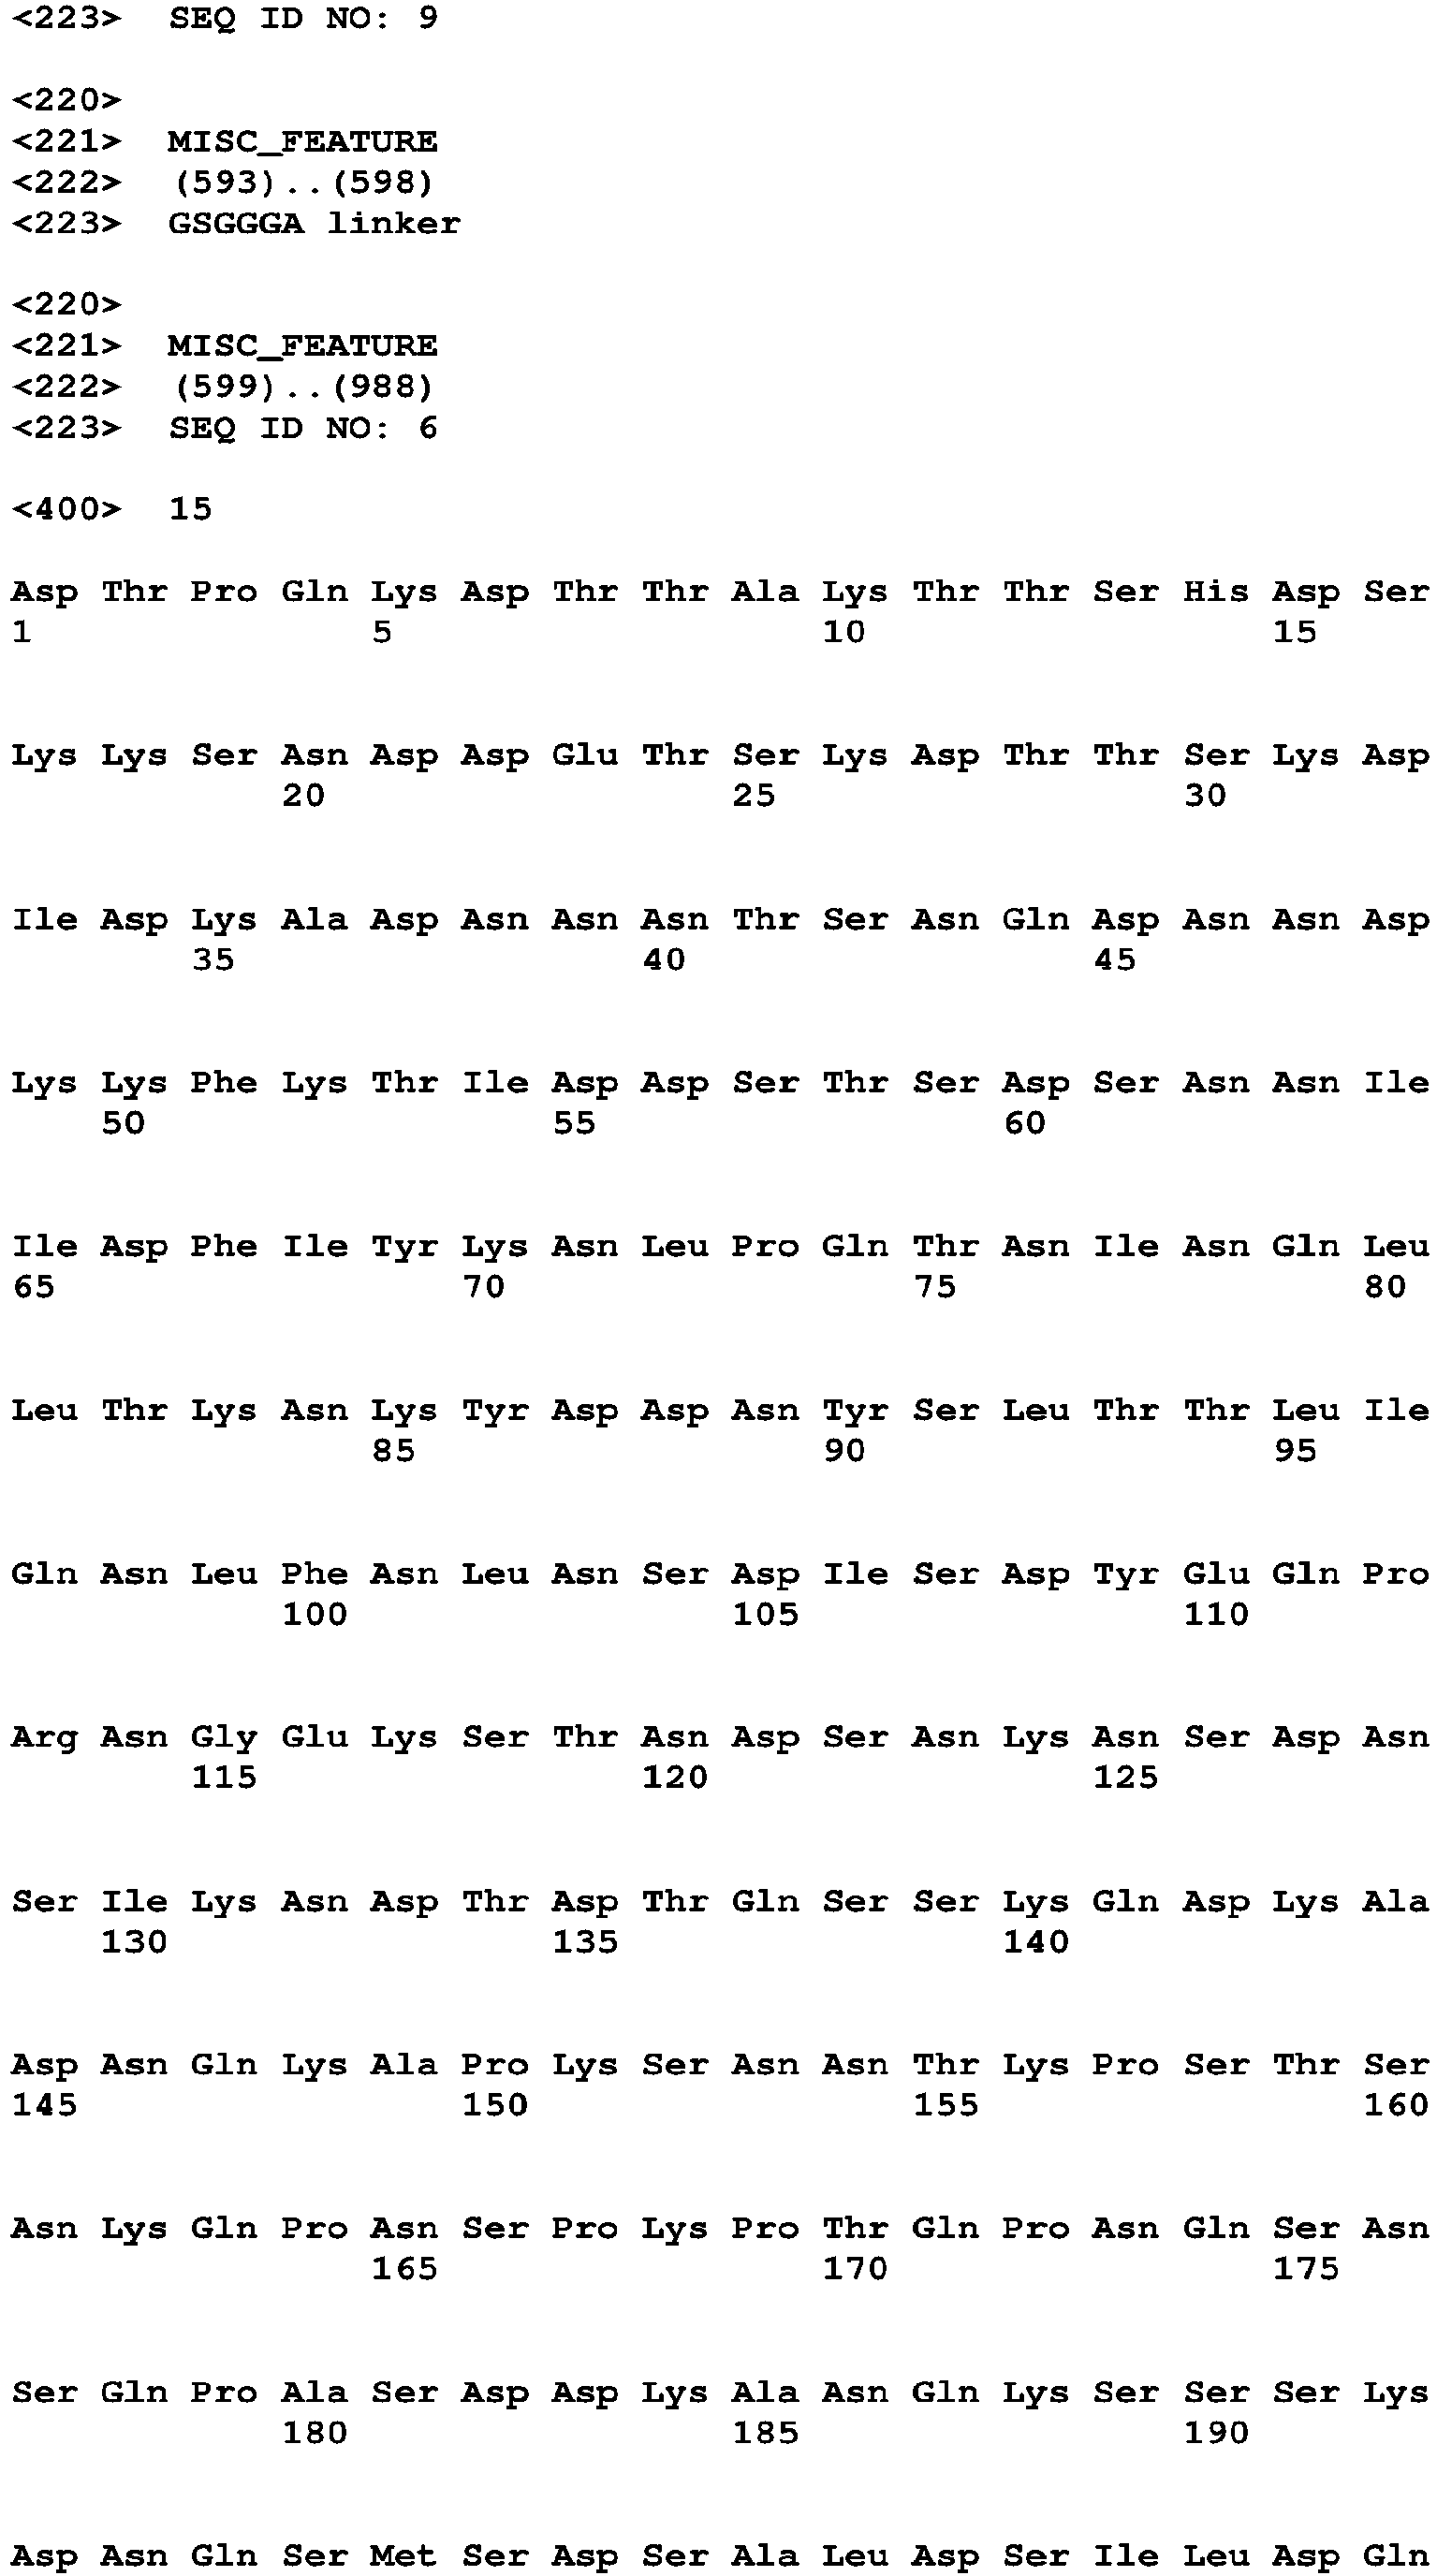 <223> SEQ ID NO: 9
<220>
<221> MISC_FEATURE
<222> (593)..(598)
<223> GSGGGA linker
<220>
<221> MISC_FEATURE
<222> (599)..(988)
<223> SEQ ID NO: 6
<400> 15
Asp Thr Pro Gln Lys Asp Thr Thr Ala Lys Thr Thr Ser His Asp Ser
1 5 10 15
Lys Lys Ser Asn Asp Asp Glu Thr Ser Lys Asp Thr Thr Ser Lys Asp
20 25 30
Ile Asp Lys Ala Asp Asn Asn Asn Thr Ser Asn Gln Asp Asn Asn Asp
35 40 45
Lys Lys Phe Lys Thr Ile Asp Asp Ser Thr Ser Asp Ser Asn Asn Ile
50 55 60
Ile Asp Phe Ile Tyr Lys Asn Leu Pro Gln Thr Asn Ile Asn Gln Leu
65 70 75 80
Leu Thr Lys Asn Lys Tyr Asp Asp Asn Tyr Ser Leu Thr Thr Leu Ile
85 90 95
Gln Asn Leu Phe Asn Leu Asn Ser Asp Ile Ser Asp Tyr Glu Gln Pro
100 105 110
Arg Asn Gly Glu Lys Ser Thr Asn Asp Ser Asn Lys Asn Ser Asp Asn
115 120 125
Ser Ile Lys Asn Asp Thr Asp Thr Gln Ser Ser Lys Gln Asp Lys Ala
130 135 140
Asp Asn Gln Lys Ala Pro Lys Ser Asn Asn Thr Lys Pro Ser Thr Ser
145 150 155 160
Asn Lys Gln Pro Asn Ser Pro Lys Pro Thr Gln Pro Asn Gln Ser Asn
165 170 175
Ser Gln Pro Ala Ser Asp Asp Lys Ala Asn Gln Lys Ser Ser Ser Lys
180 185 190
Asp Asn Gln Ser Met Ser Asp Ser Ala Leu Asp Ser Ile Leu Asp Gln